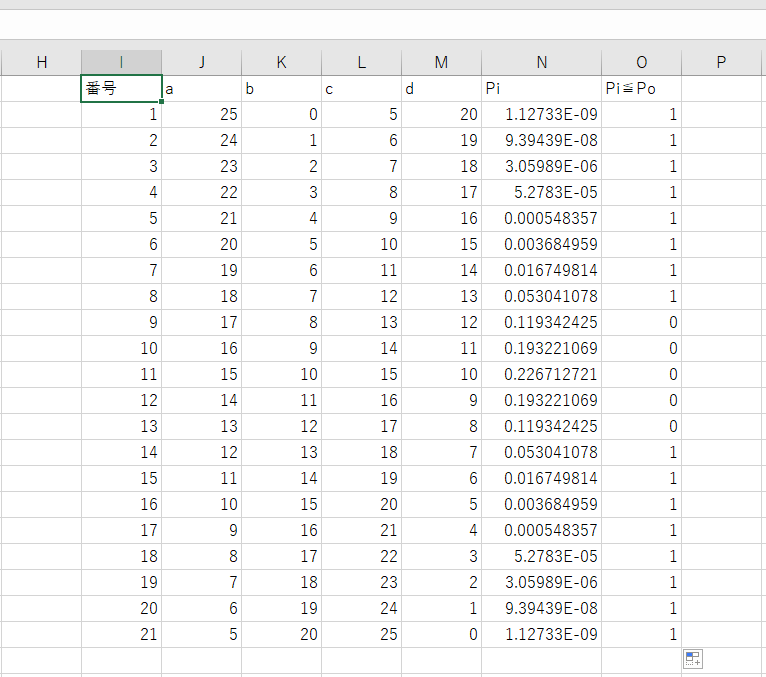 H I J K L M N O P
番号 a b c d Pi Pi≦Po
1 25 0 5 20 1.12733E-09 1
2 24 1 6 19 9.39439E-08 1
3 23 2 7 18 3.05989E-06 1
4 22 3 8 17 5.2783E-05 1
5 21 4 9 16 0.000548357 1
6 20 5 10 15 0.003684959 1
7 19 6 11 14 0.016749814 1
8 18 7 12 13 0.053041078 1
9 17 8 13 12 0.119342425 0
10 16 9 14 11 0.193221069 0
11 15 10 15 10 0.226712721 0
12 14 11 16 9 0.193221069 0
13 13 12 17 8 0.119342425 0
14 12 13 18 7 0.053041078 1
15 11 14 19 6 0.016749814 1
16 10 15 20 5 0.003684959 1
17 9 16 21 4 0.000548357 1
18 8 17 22 3 5.2783E-05 1
19 7 18 23 2 3.05989E-06 1
20 6 19 24 1 9.39439E-08 1
21 5 20 25 0 1.12733E-09 1